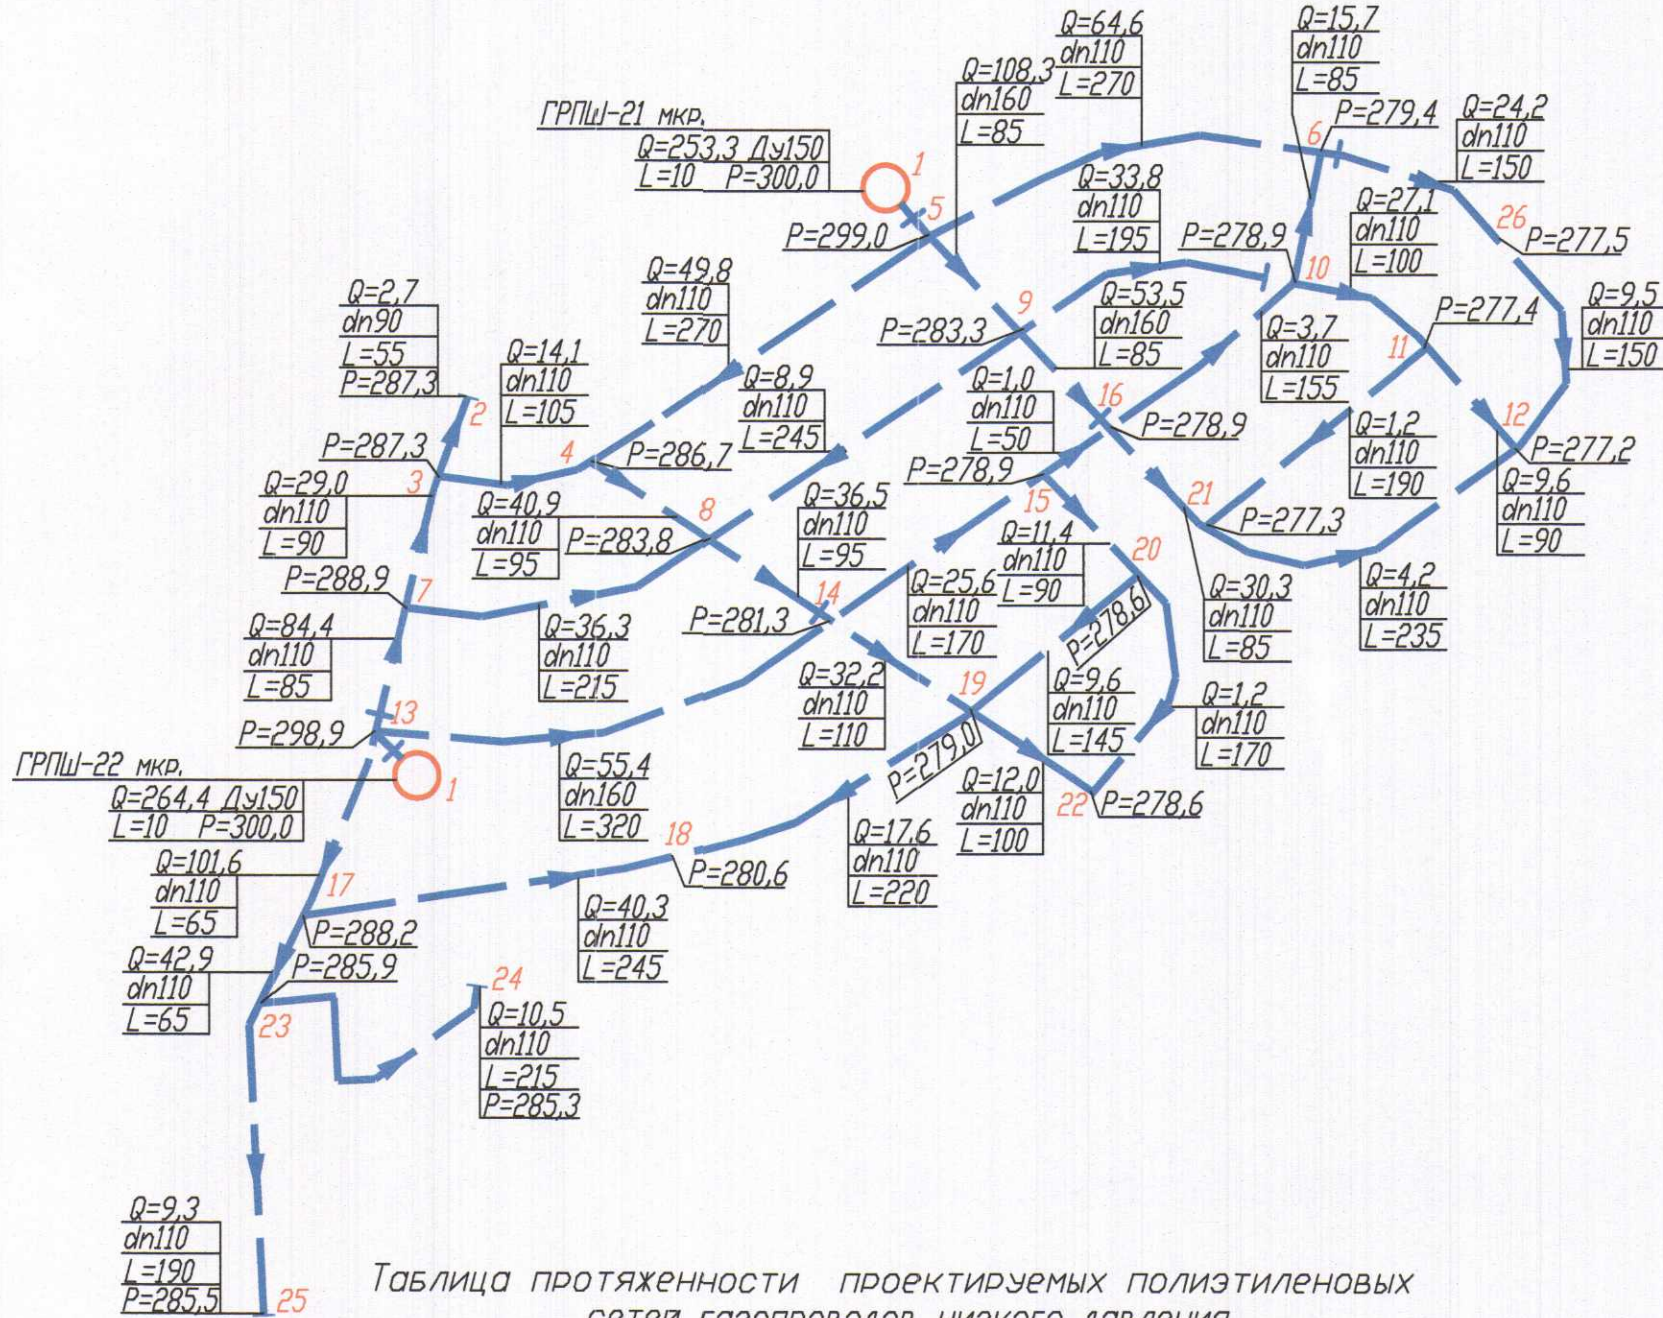 ГРПШ-21 мкр.
Q=253,3 Ду150
L=10 P=300,0
1
5
P=299,0
Q=108,3
dn160
L=85
Q=64,6
dn110
L=270
Q=15,7
dn110
L=85
6
P=279,4
Q=24,2
dn110
L=150
26
P=277,5
Q=9,5
dn110
L=150
Q=33,8
dn110
L=195
P=278,9
10
Q=27,1
dn110
L=100
P=277,4
11
Q=49,8
dn110
L=270
9
P=283,3
Q=53,5
dn160
L=85
Q=3,7
dn110
L=155
12
P=277,2
Q=2,7
dn90
L=55
P=287,3
2
Q=14,1
dn110
L=105
Q=8,9
dn110
L=245
Q=1,0
dn110
L=50
16
P=278,9
Q=1,2
dn110
L=190
Q=9,6
dn110
L=90
P=287,3
3
4
P=286,7
P=278,9
15
21
P=277,3
Q=29,0
dn110
L=90
Q=40,9
dn110
L=95
8
P=283,8
Q=36,5
dn110
L=95
Q=11,4
dn110
L=90
20
P=278,6
Q=30,3
dn110
L=85
Q=4,2
dn110
L=235
P=288,9
7
14
P=281,3
Q=25,6
dn110
L=170
Q=84,4
dn110
L=85
Q=36,3
dn110
L=215
Q=32,2
dn110
L=110
19
P=279,0
Q=9,6
dn110
L=145
Q=1,2
dn110
L=170
13
P=298,9
ГРПШ-22 мкр.
Q=264,4 Ду150
L=10 P=300,0
1
Q=55,4
dn160
L=320
Q=12,0
dn110
L=100
22
P=278,6
18
P=280,6
Q=17,6
dn110
L=220
Q=101,6
dn110
L=65
17
P=288,2
Q=40,3
dn110
L=245
Q=42,9
dn110
L=65
P=285,9
23
24
Q=10,5
dn110
L=215
P=285,3
Q=9,3
dn110
L=190
P=285,5
25
Таблица протяженности проектируемых полиэтиленовых
сетей газопроводов низкого давления